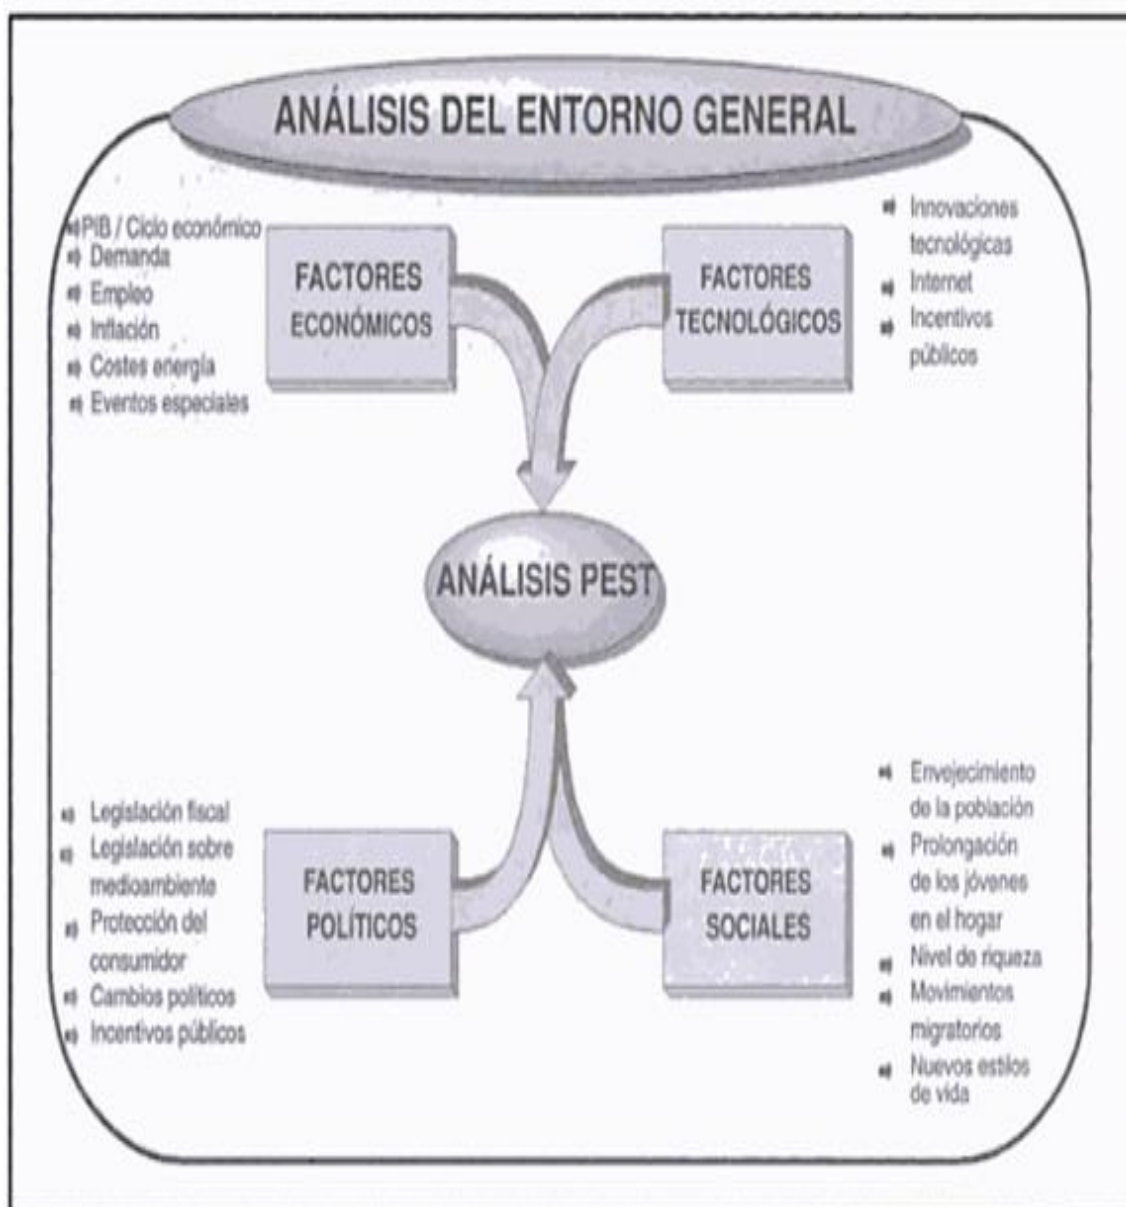 ANÁLISIS DEL ENTORNO GENERAL
PIB / Ciclo económico
Demanda
Empleo
Inflación
Costes energía
Eventos especiales
FACTORES
ECONÓMICOS
FACTORES
TECNOLÓGICOS
Innovaciones
tecnológicas
Internet
Incentivos
públicos
ANÁLISIS PEST
Legislación fiscal
Legislación sobre
medioambiente
Protección del
consumidor
Cambios políticos
Incentivos públicos
FACTORES
POLÍTICOS
FACTORES
SOCIALES
Envejecimiento
de la población
Prolongación
de los jóvenes
en el hogar
Nivel de riqueza
Movimientos
migratorios
Nuevos estilos
de vida